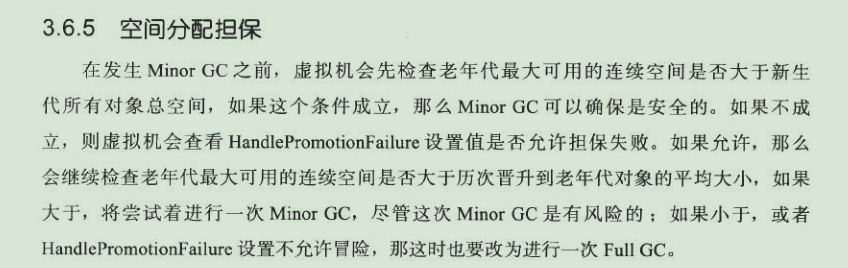 3.6.5 空间分配担保
在发生 Minor GC 之前，虚拟机会先检查老年代最大可用的连续空间是否大于新生
代所有对象总空间，如果这个条件成立，那么 Minor GC 可以确保是安全的。如果不成
立，则虚拟机会查看 HandlePromotionFailure 设置值是否允许担保失败。如果允许，那么
会继续检查老年代最大可用的连续空间是否大于历次晋升到老年代对象的平均大小，如果
大于，将尝试着进行一次 Minor GC，尽管这次 Minor GC 是有风险的；如果小于，或者
HandlePromotionFailure 设置不允许冒险，那这时也要改为进行一次 Full GC。